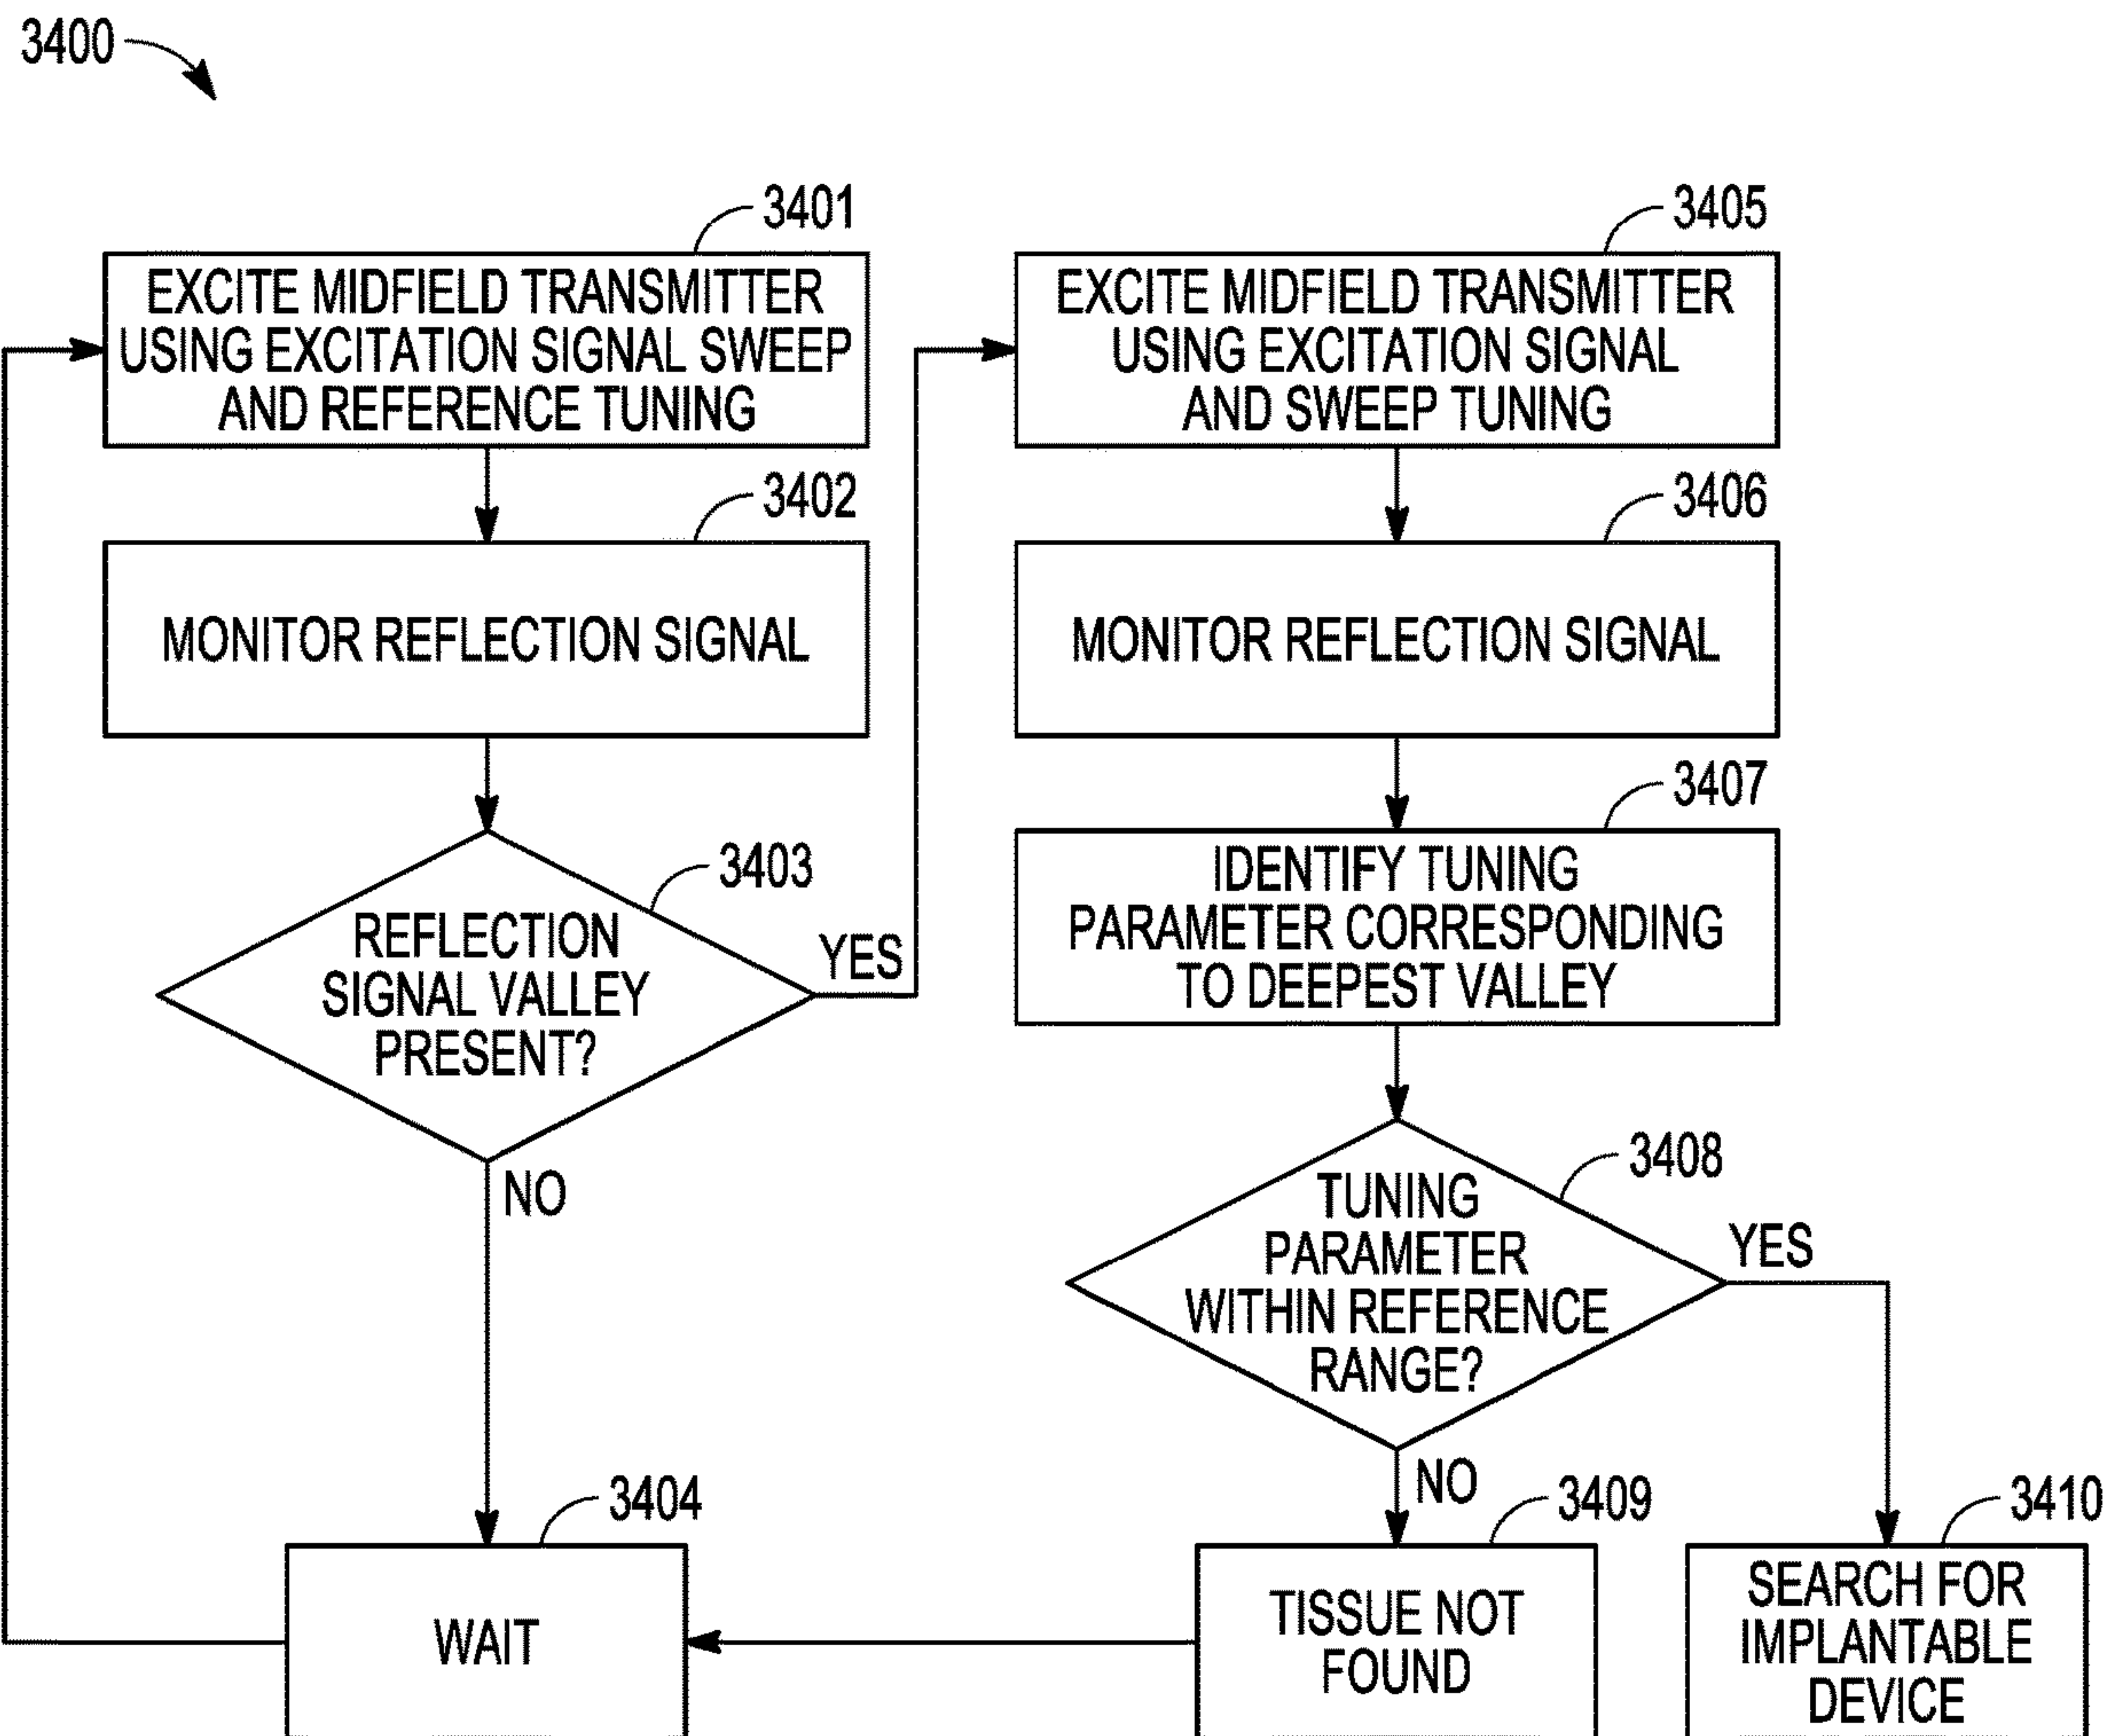 3400
3401
EXCITE MIDFIELD TRANSMITTER
USING EXCITATION SIGNAL SWEEP
AND REFERENCE TUNING
3402
MONITOR REFLECTION SIGNAL
3403
REFLECTION
SIGNAL VALLEY
PRESENT?
YES
NO
3404
WAIT
3405
EXCITE MIDFIELD TRANSMITTER
USING EXCITATION SIGNAL
AND SWEEP TUNING
3406
MONITOR REFLECTION SIGNAL
3407
IDENTIFY TUNING
PARAMETER CORRESPONDING
TO DEEPEST VALLEY
3408
TUNING
PARAMETER
WITHIN REFERENCE
RANGE?
YES
NO
3409
TISSUE NOT
FOUND
3410
SEARCH FOR
IMPLANTABLE
DEVICE